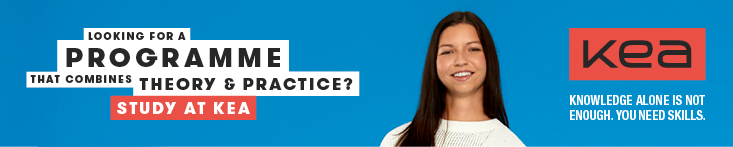 LOOKING FOR A
PROGRAMME
THAT COMBINES THEORY & PRACTICE?
STUDY AT KEA
kea
KNOWLEDGE ALONE IS NOT
ENOUGH. YOU NEED SKILLS.